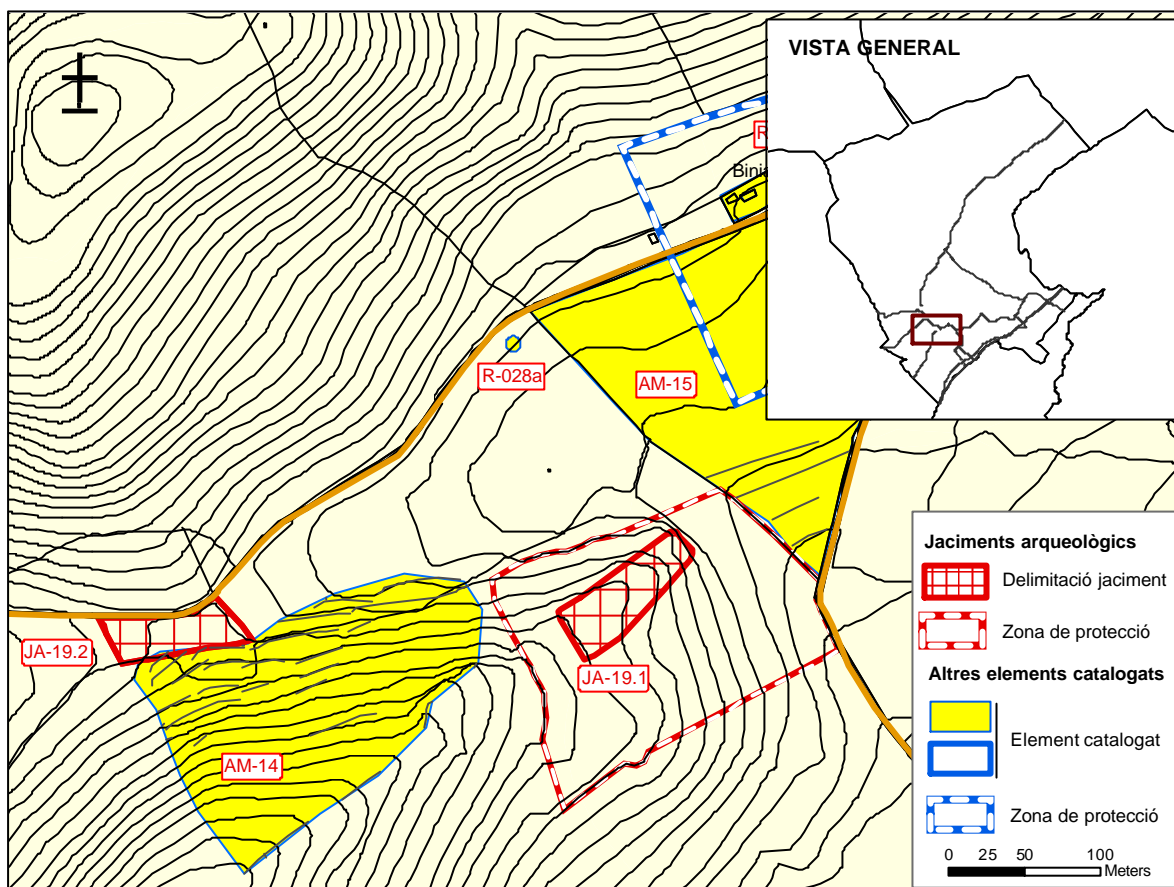 VISTA GENERAL
R
Binia
R-028a
AM-15
JA-19.2
JA-19.1
AM-14
Jaciments arqueològics
Delimitació jaciment
Zona de protecció
Altres elements catalogats
Element catalogat
Zona de protecció
0 25 50 100
Meters